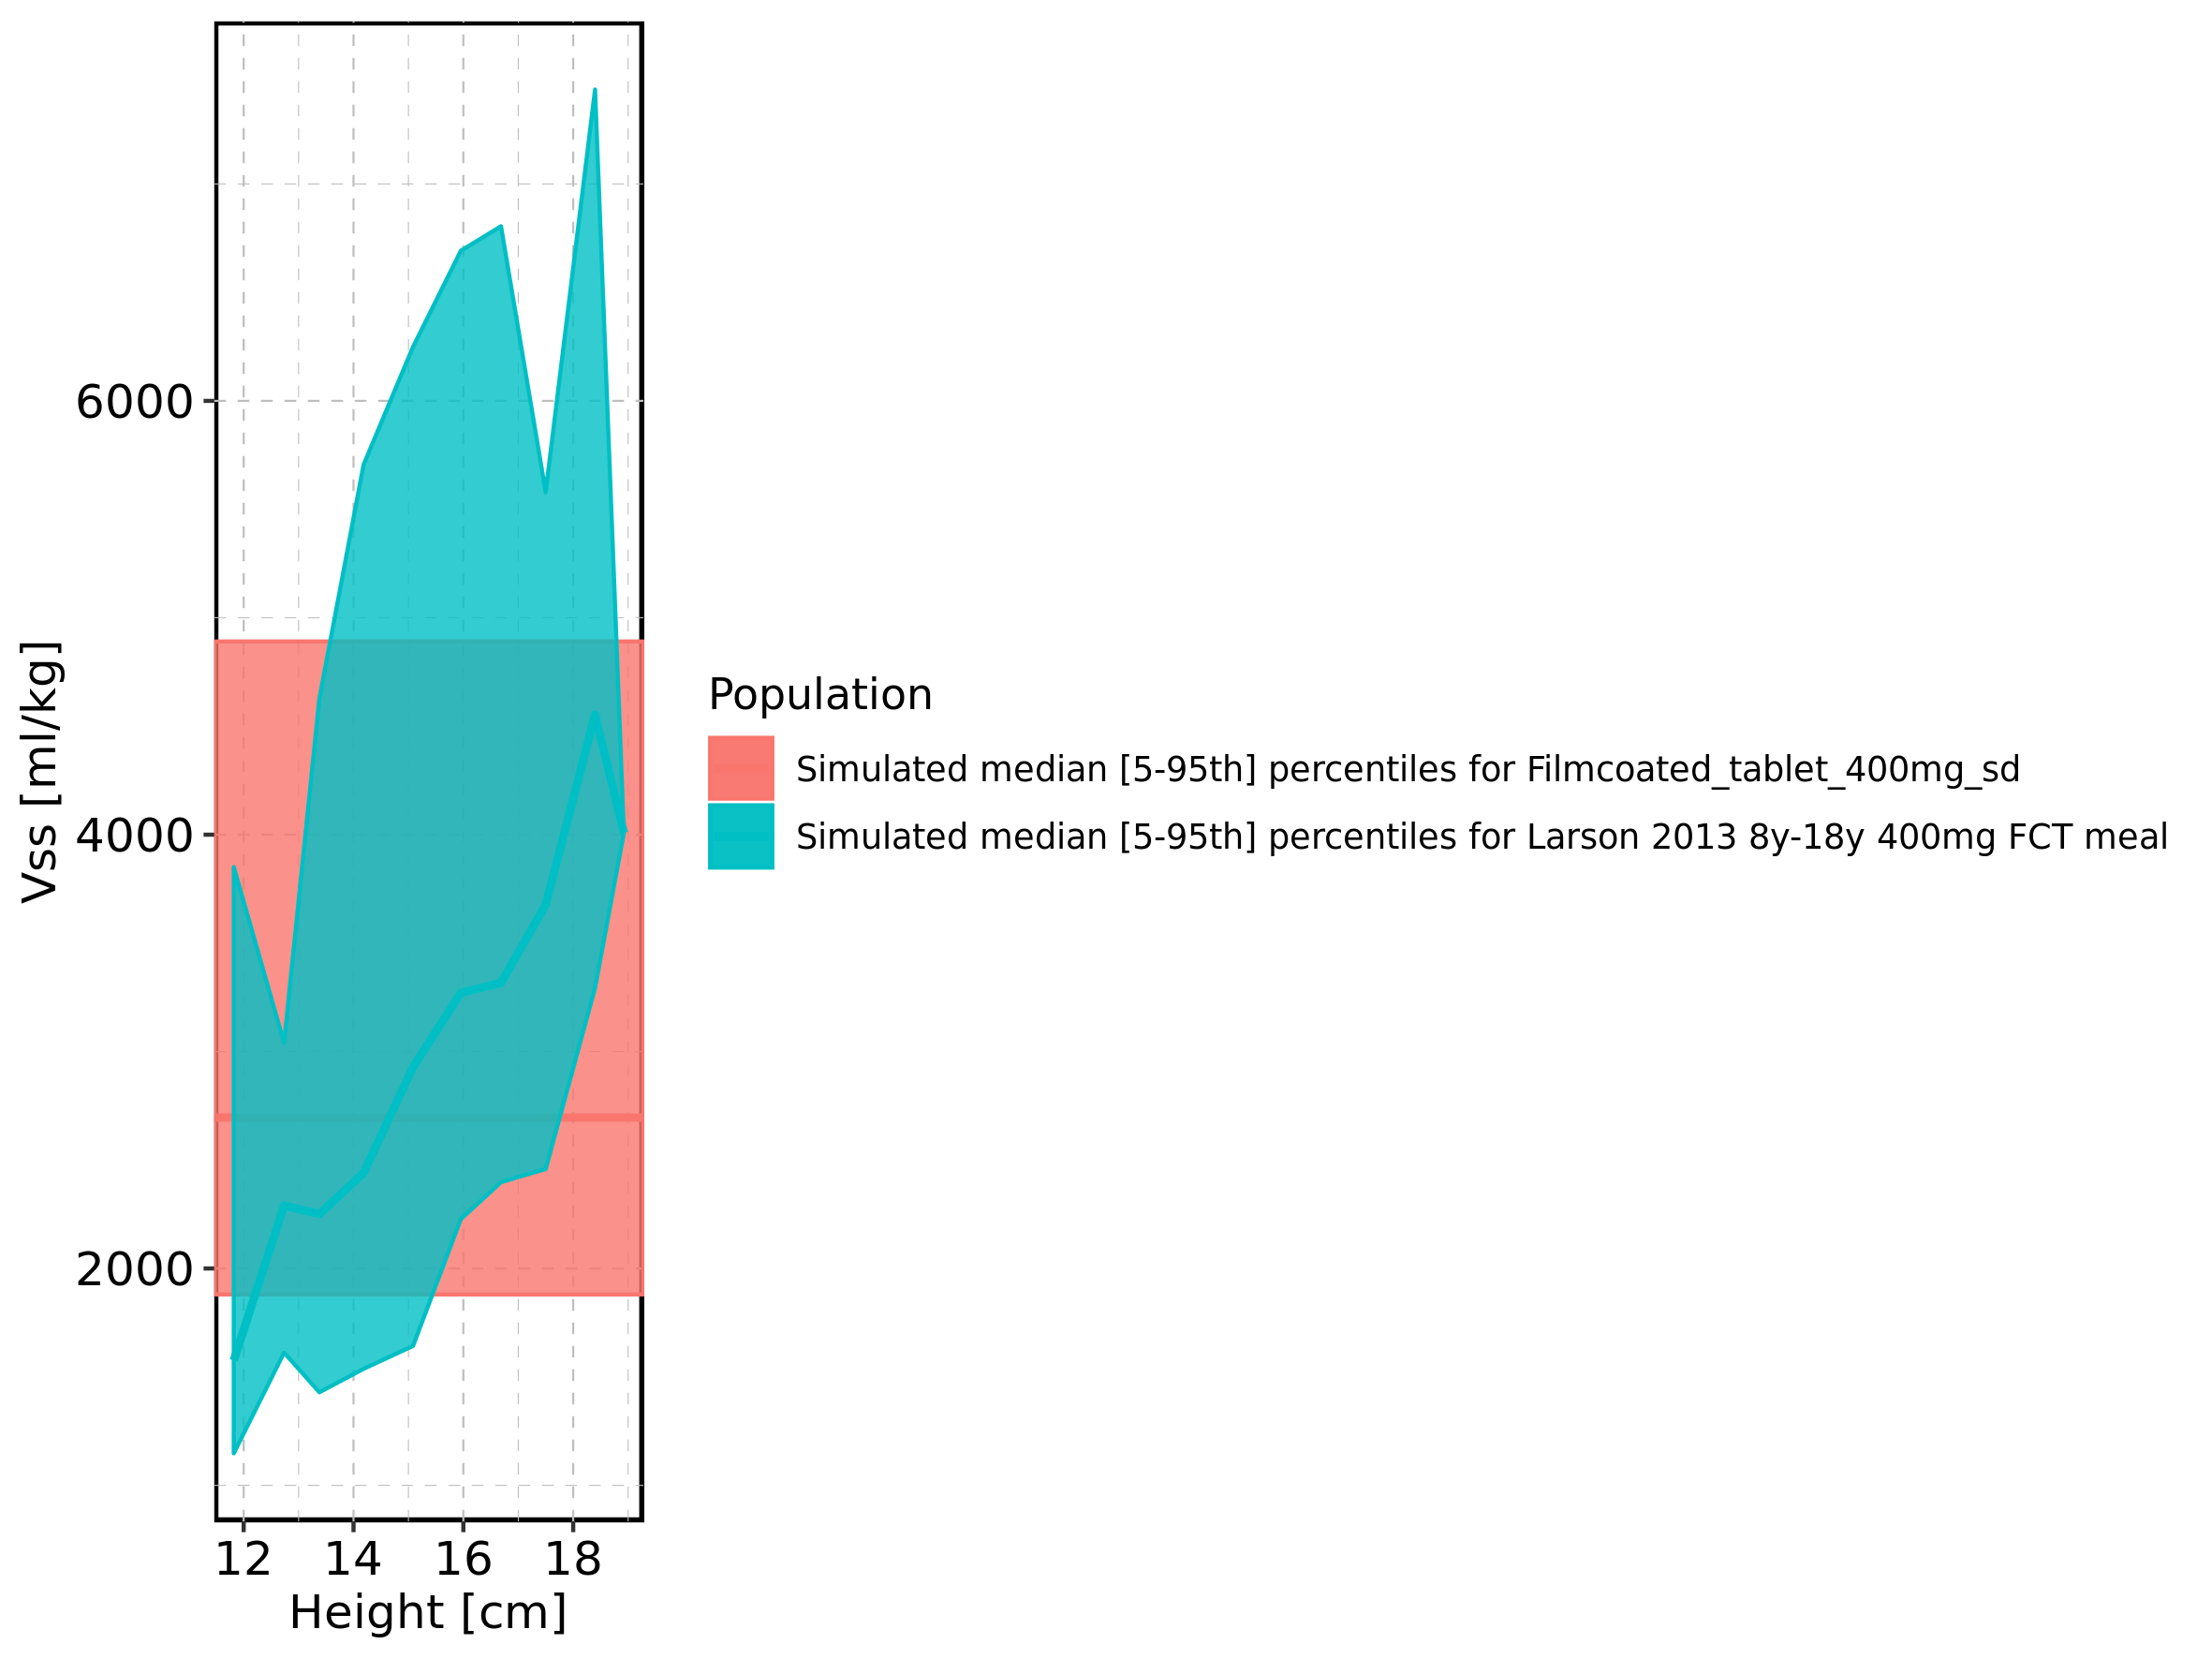 Vss [ml/kg]
6000
4000
2000
12 14 16 18
Height [cm]
Population
Simulated median [5-95th] percentiles for Filmcoated_tablet_400mg_sd
Simulated median [5-95th] percentiles for Larson 2013 8y-18y 400mg FCT meal